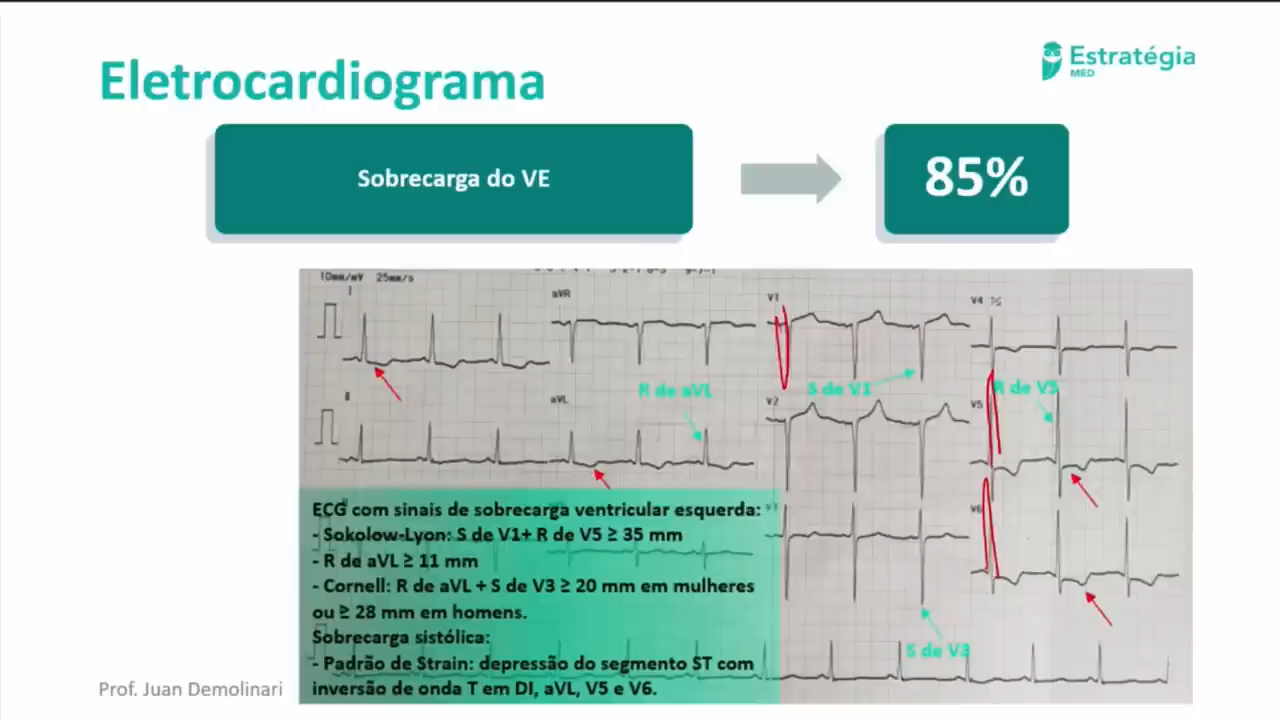 Eletrocardiograma
Estratégia
MED
Sobrecarga do VE
85%
10mm/mV 25mm/s
I
aVR
V1
V4
R de aVL
S de V1
R de V5
II
aVL
V2
V5
ECG com sinais de sobrecarga ventricular esquerda:
- Sokolow-Lyon: S de V1+ R de V5 ≥ 35 mm
- R de aVL ≥ 11 mm
- Cornell: R de aVL + S de V3 ≥ 20 mm em mulheres
ou ≥ 28 mm em homens.
Sobrecarga sistólica:
- Padrão de Strain: depressão do segmento ST com
inversão de onda T em DI, aVL, V5 e V6.
V6
S de V3
Prof. Juan Demolinari